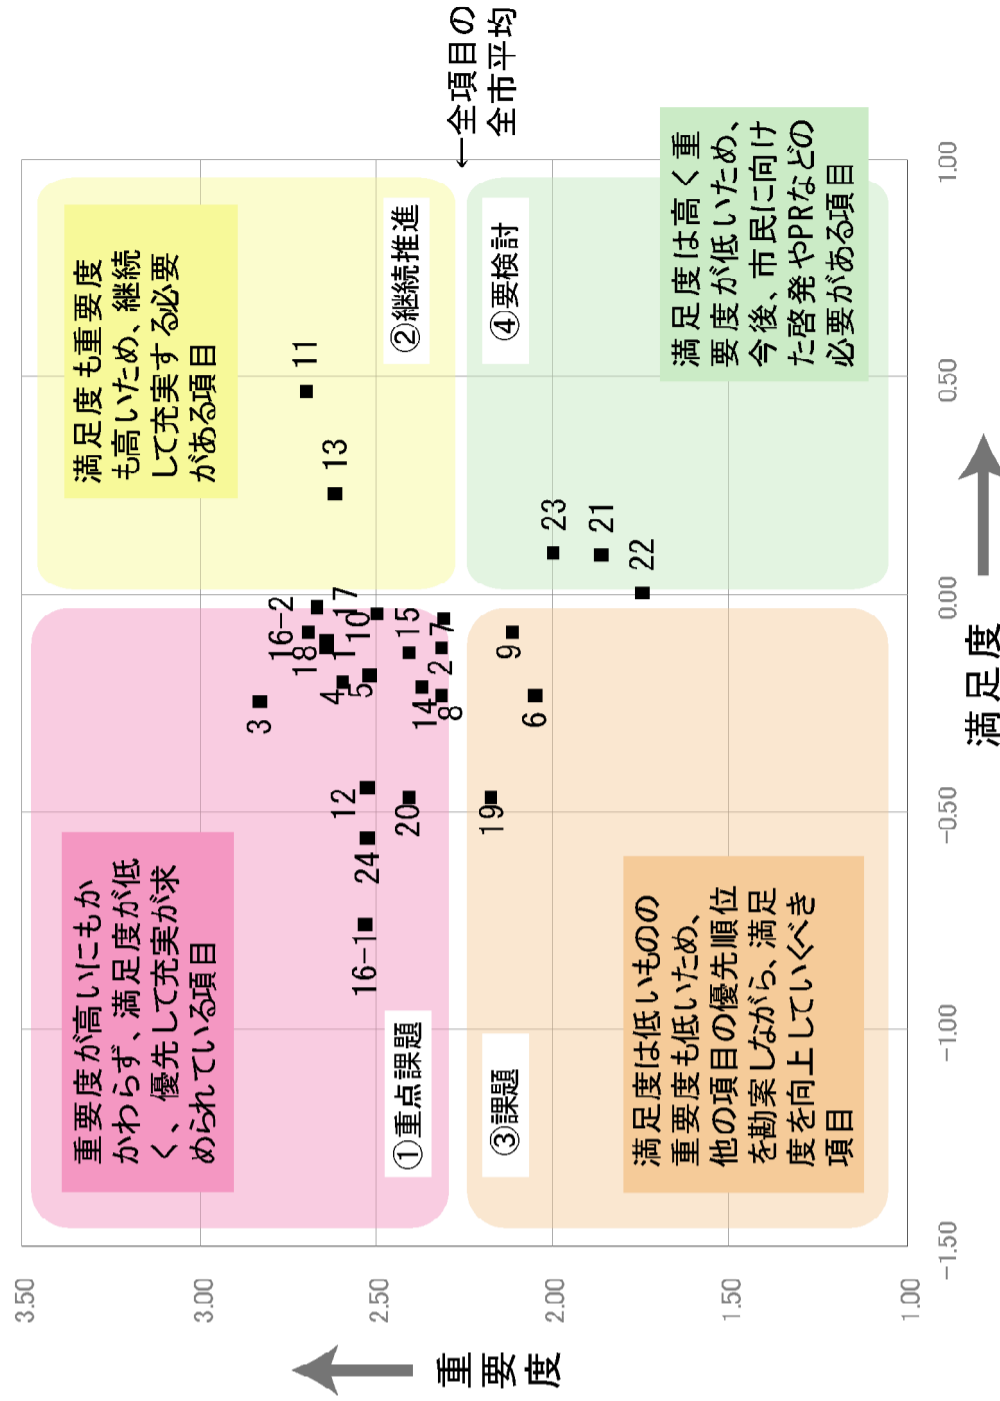 重要度が高いにもか
かわらず、満足度が低
く、優先して充実が求
められている項目
満足度も重要度
も高いため、継続
して充実する必要
がある項目
←全項目の
全市平均
①重点課題
②継続推進
③課題
④要検討
満足度は低いものの
重要度も低いため、
他の項目の優先順位
を勘案しながら、満足
度を向上していくべき
項目
満足度は高く重
要度が低いため、
今後、市民に向け
た啓発やPRなどの
必要がある項目
3
16-2
18
17
1
10
4
5
15
14
2
7
8
12
20
24
16-1
11
13
19
6
9
23
21
22
3.50
3.00
2.50
2.00
1.50
1.00
-1.50
-1.00
-0.50
0.00
0.50
1.00
重要度
満足度